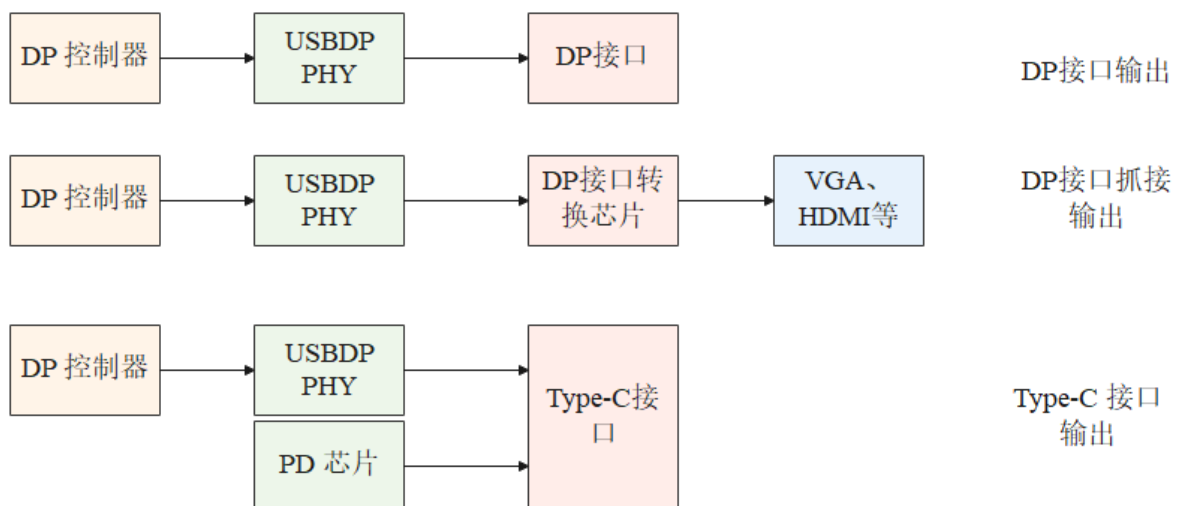 DP 控制器
USBDP
PHY
DP接口
DP接口输出
DP 控制器
USBDP
PHY
DP接口转
换芯片
VGA、
HDMI等
DP接口抓接
输出
DP 控制器
USBDP
PHY
PD 芯片
Type-C接
口
Type-C 接口
输出